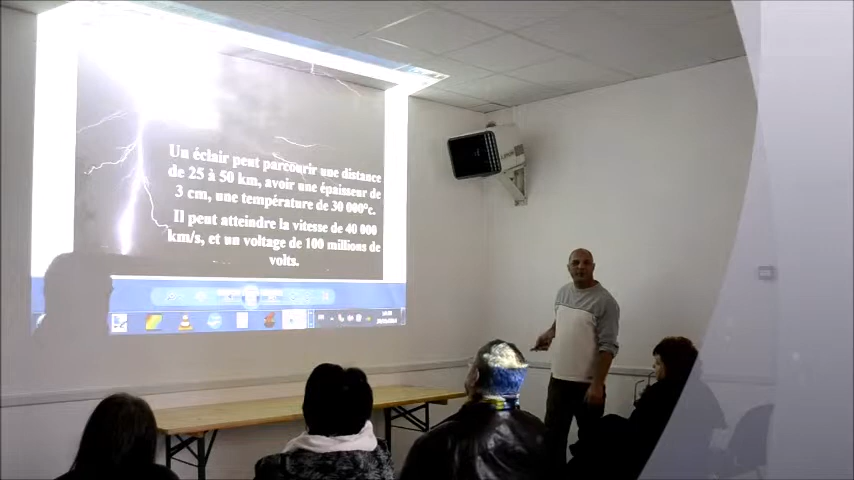 Un éclair peut parcourir une distance
de 25 à 50 km, avoir une épaisseur de
3 cm, une température de 30 000°c.
Il peut atteindre la vitesse de 40 000
km/s, et un voltage de 100 millions de
volts.